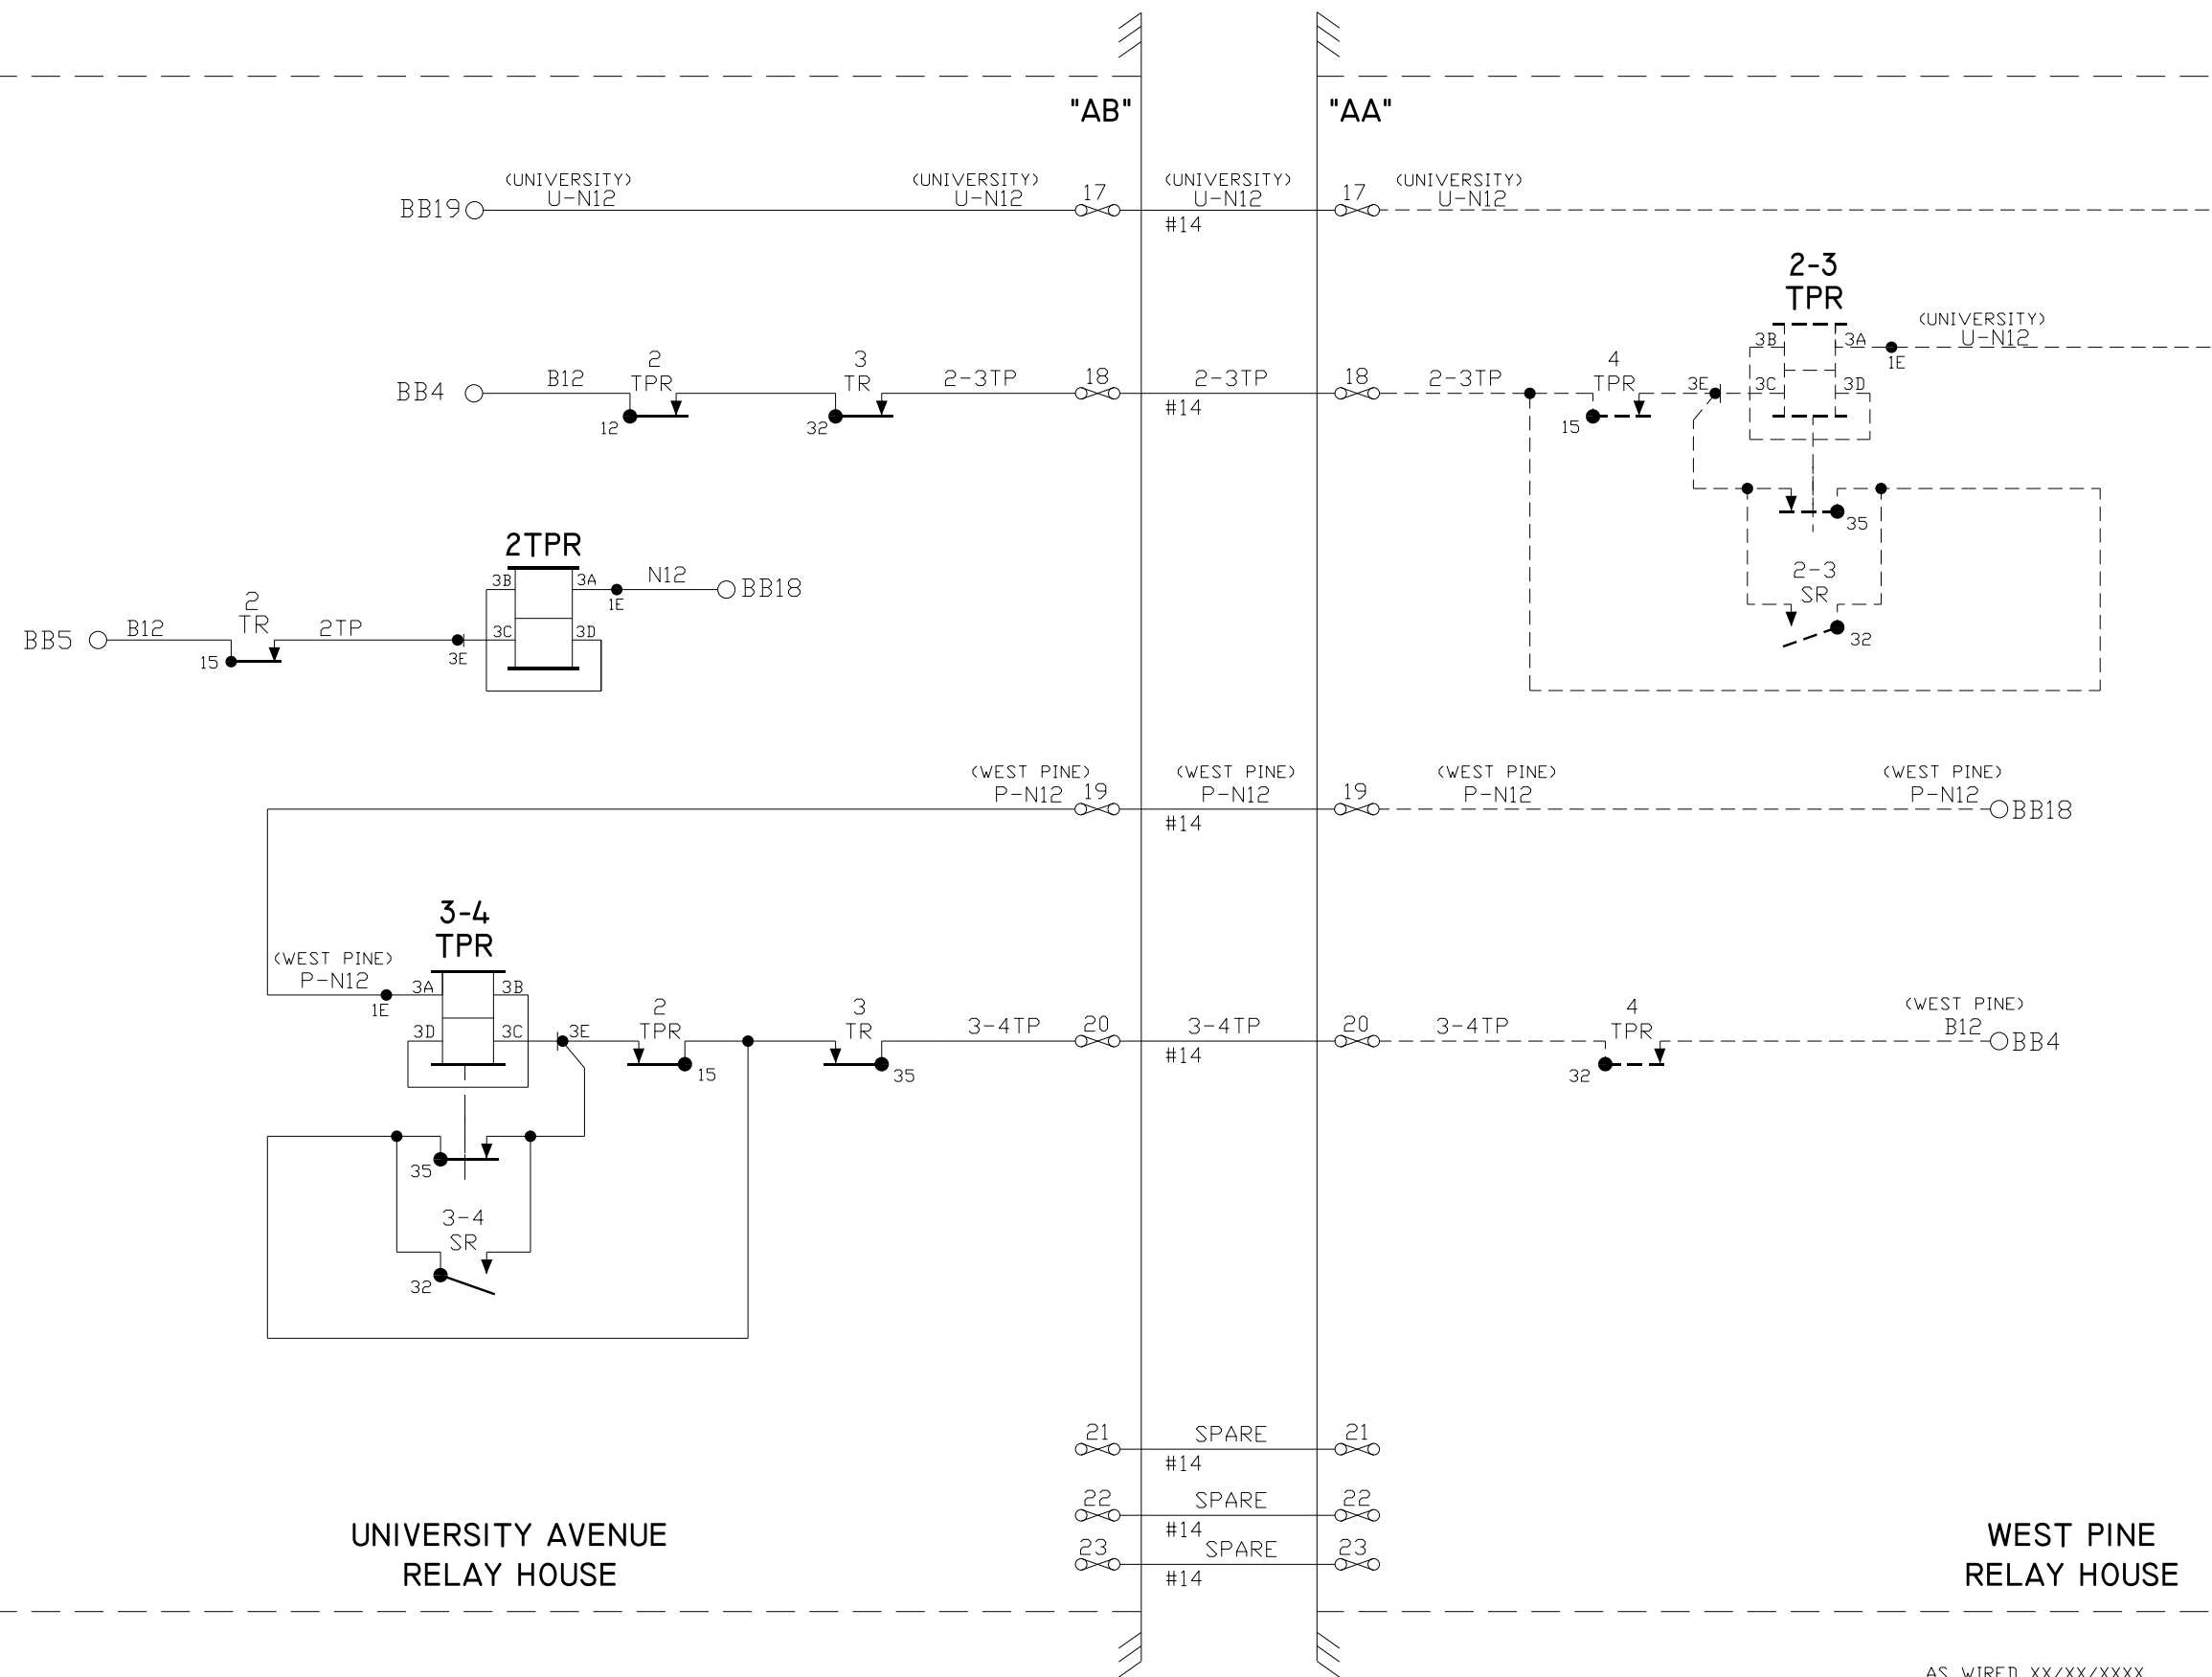 "AB" "AA"
(UNIVERSITY) (UNIVERSITY) 17 (UNIVERSITY) 17 (UNIVERSITY)
BB19 U-N12 U-N12 U-N12 U-N12
#14
2-3
TPR
(UNIVERSITY)
3B 3A U-N12
1E
2 3 4
BB4 B12 TPR TR 2-3TP 18 2-3TP 18 2-3TP TPR 3E 3C 3D
12 32 #14 15
35
2TPR
3B 3A N12 BB18
1E
2-3
SR
32
2
BB5 B12 TR 2TP 3C 3D
15 3E
(WEST PINE) (WEST PINE) (WEST PINE) (WEST PINE)
P-N12 19 P-N12 19 P-N12 P-N12 BB18
#14
3-4
TPR
(WEST PINE)
P-N12 3A 3B
1E
2 3 4 (WEST PINE)
3D 3C 3E TPR TR 3-4TP 20 3-4TP 20 3-4TP TPR B12 BB4
15 35 #14 32
35
3-4
SR
32
21 SPARE 21
#14
22 SPARE 22
#14
23 SPARE 23
#14
UNIVERSITY AVENUE
RELAY HOUSE
WEST PINE
RELAY HOUSE
AS WIRED XX/XX/XXXX